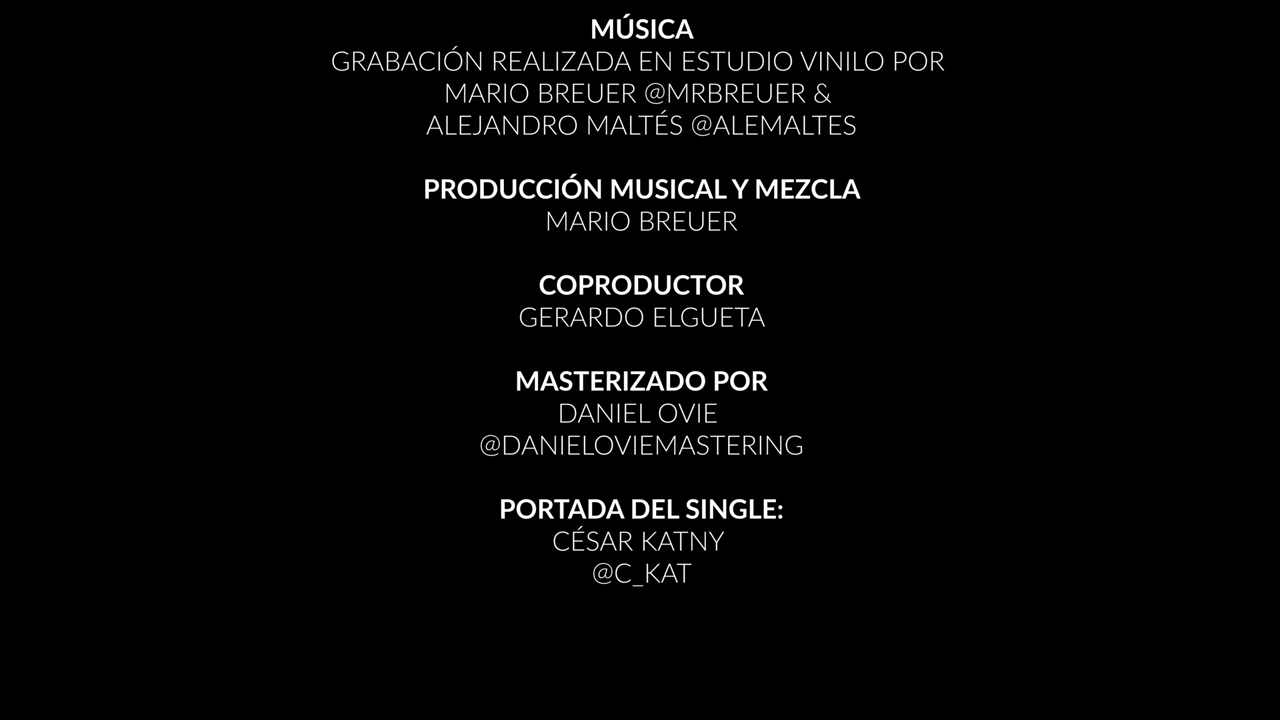 MÚSICA
GRABACIÓN REALIZADA EN ESTUDIO VINILO POR
MARIO BREUER @MRBREUER &
ALEJANDRO MALTÉS @ALEMALTES
PRODUCCIÓN MUSICAL Y MEZCLA
MARIO BREUER
COPRODUCTOR
GERARDO ELGUETA
MASTERIZADO POR
DANIEL OVIE
@DANIELOVIEMASTERING
PORTADA DEL SINGLE:
CÉSAR KATNY
@C_KAT